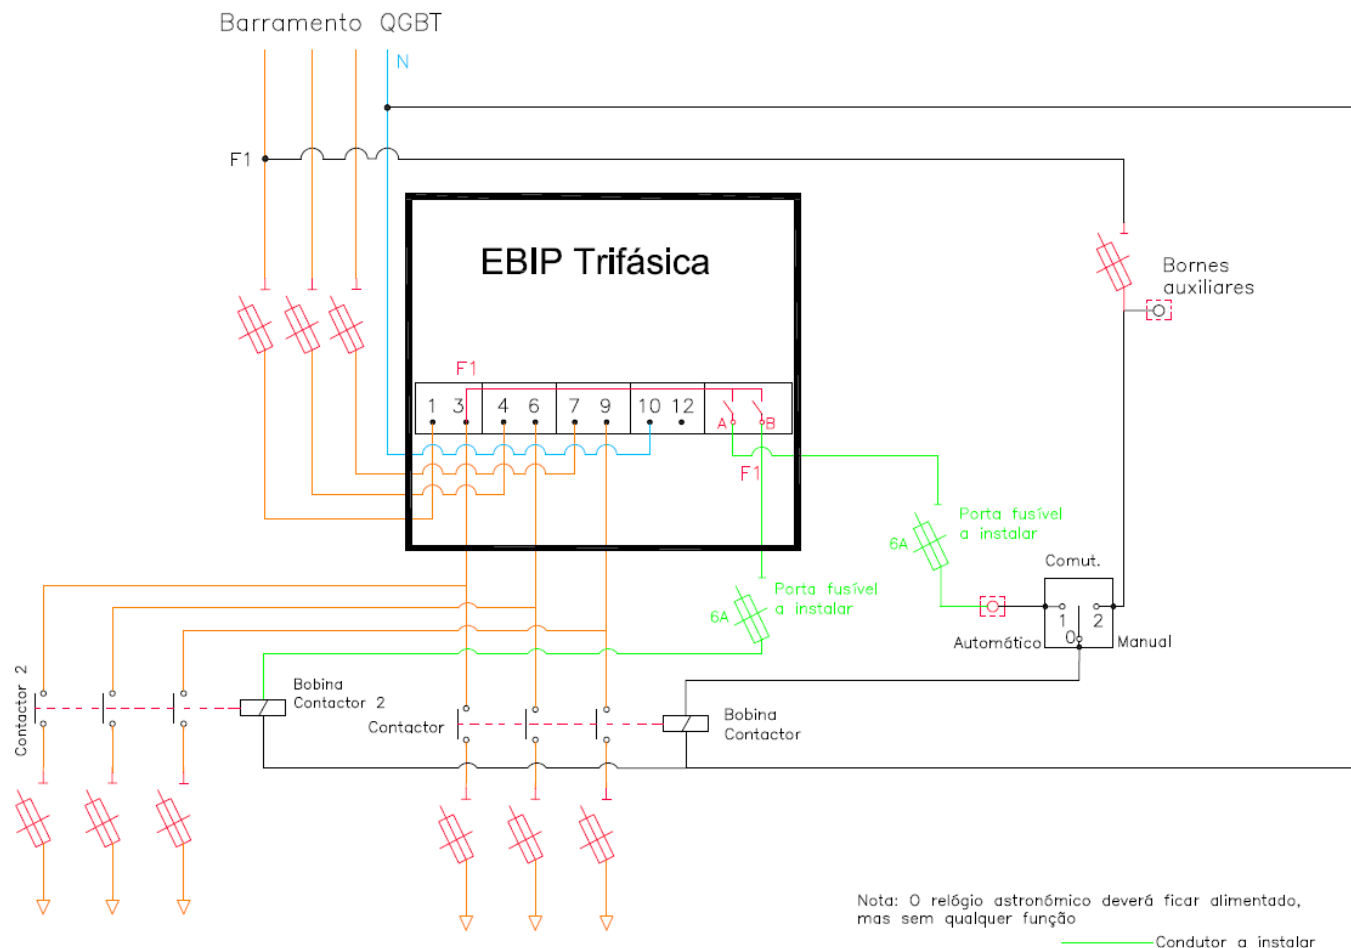 Barramento QGBT
N
F1
EBIP Trifásica
Bornes
auxiliares
F1
1 3 4 6 7 9 10 12
A B
F1
Porta fusível
a instalar
6A
Comut.
Porta fusível
a instalar
6A
1 2
0
Automático
Manual
Contactor 2
Bobina
Contactor 2
Contactor
Bobina
Contactor
Nota: O relógio astronómico deverá ficar alimentado,
mas sem qualquer função
Condutor a instalar